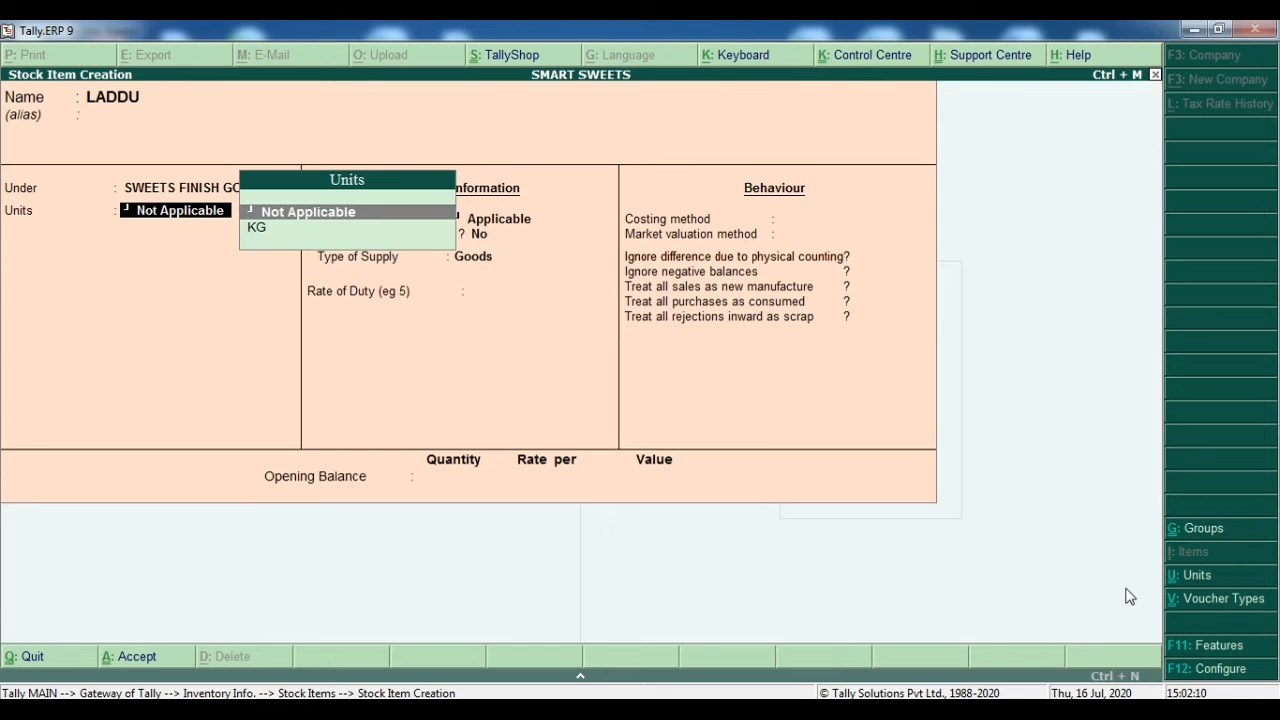 Tally.ERP 9
P: Print E: Export M: E-Mail O: Upload S: TallyShop G: Language K: Keyboard K: Control Centre H: Support Centre H: Help
F3: Company
Stock Item Creation SMART SWEETS Ctrl + M
F3: New Company
Name : LADDU
L: Tax Rate History
(alias) :
Under : SWEETS FINISH GO
Units
nformation
Behaviour
Units : ┘ Not Applicable
┘ Not Applicable
KG
Applicable
? No
Type of Supply : Goods
Rate of Duty (eg 5) :
Costing method :
Market valuation method :
Ignore difference due to physical counting?
Ignore negative balances ?
Treat all sales as new manufacture ?
Treat all purchases as consumed ?
Treat all rejections inward as scrap ?
Quantity Rate per Value
Opening Balance :
G: Groups
I: Items
U: Units
V: Voucher Types
F11: Features
F12: Configure
Q: Quit A: Accept D: Delete
Ctrl + N
Tally MAIN --> Gateway of Tally --> Inventory Info. --> Stock Items --> Stock Item Creation © Tally Solutions Pvt Ltd., 1988-2020 Thu, 16 Jul, 2020 15:02:10